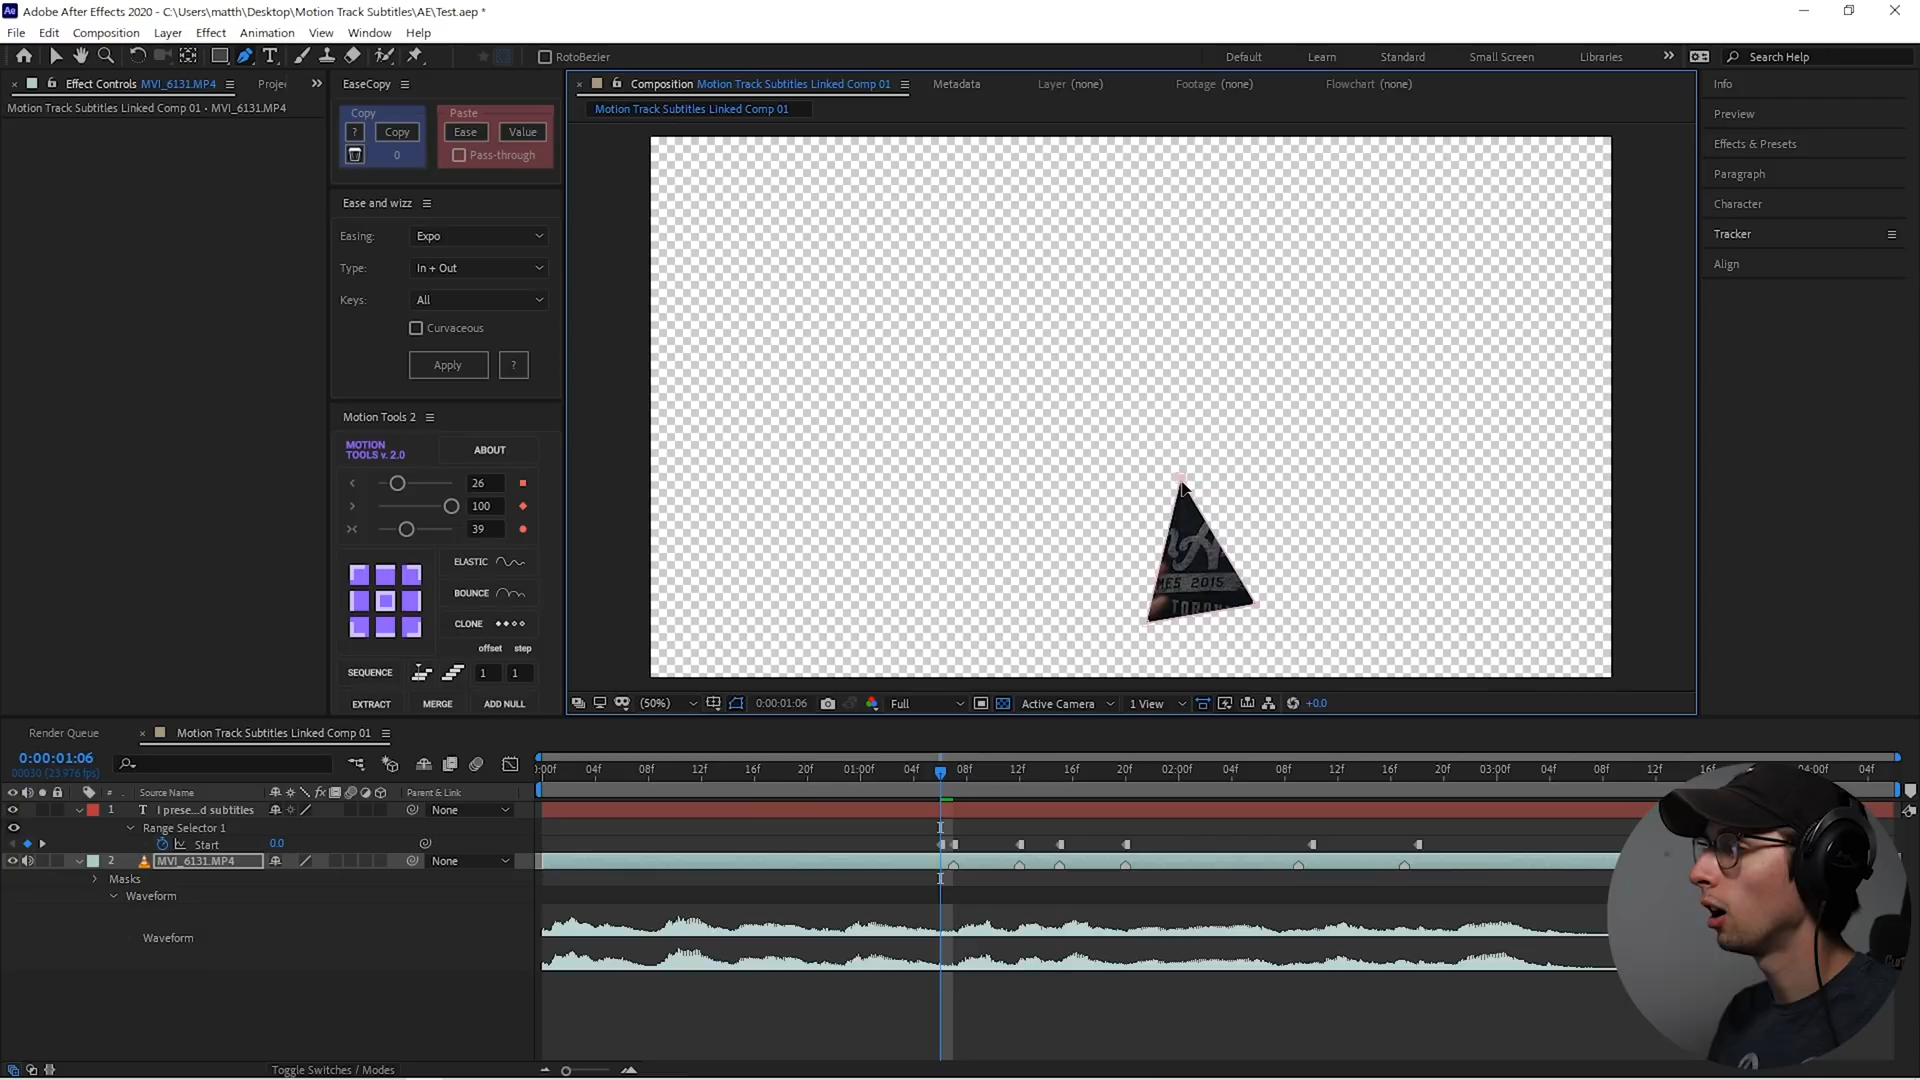 Adobe After Effects 2020 - C:\Users\matth\Desktop\Motion Track Subtitles\AE\Test.aep *
File Edit Composition Layer Effect Animation View Window Help
RotoBezier
Default Learn Standard Small Screen Libraries Search Help
Effect Controls MVI_6131.MP4 Projec
Motion Track Subtitles Linked Comp 01 • MVI_6131.MP4
EaseCopy
Copy
? Copy
0
Paste
Ease Value
Pass-through
Ease and wizz
Easing: Expo
Type: In + Out
Keys: All
Curvaceous
Apply ?
Motion Tools 2
MOTION
TOOLS v. 2.0
ABOUT
26
100
39
ELASTIC
BOUNCE
CLONE
offset step
SEQUENCE 1 1
EXTRACT MERGE ADD NULL
Composition Motion Track Subtitles Linked Comp 01 Metadata Layer (none) Footage (none) Flowchart (none)
Motion Track Subtitles Linked Comp 01
MES 2015
(50%) 0:00:01:06 Full Active Camera 1 View +0.0
Info
Preview
Effects & Presets
Paragraph
Character
Tracker
Align
Render Queue Motion Track Subtitles Linked Comp 01
0:00:01:06
00030 (23.976 fps)
# Source Name Parent & Link
1 T I prese....d subtitles None
Range Selector 1
Start 0.0
2 MVI_6131.MP4 None
Masks
Waveform
Waveform
:00f 04f 08f 12f 16f 20f 01:00f 04f 08f 12f 16f 20f 02:00f 04f 08f 12f 16f 20f 03:00f 04f 08f 12f 16f 04:00f 04f
Toggle Switches / Modes